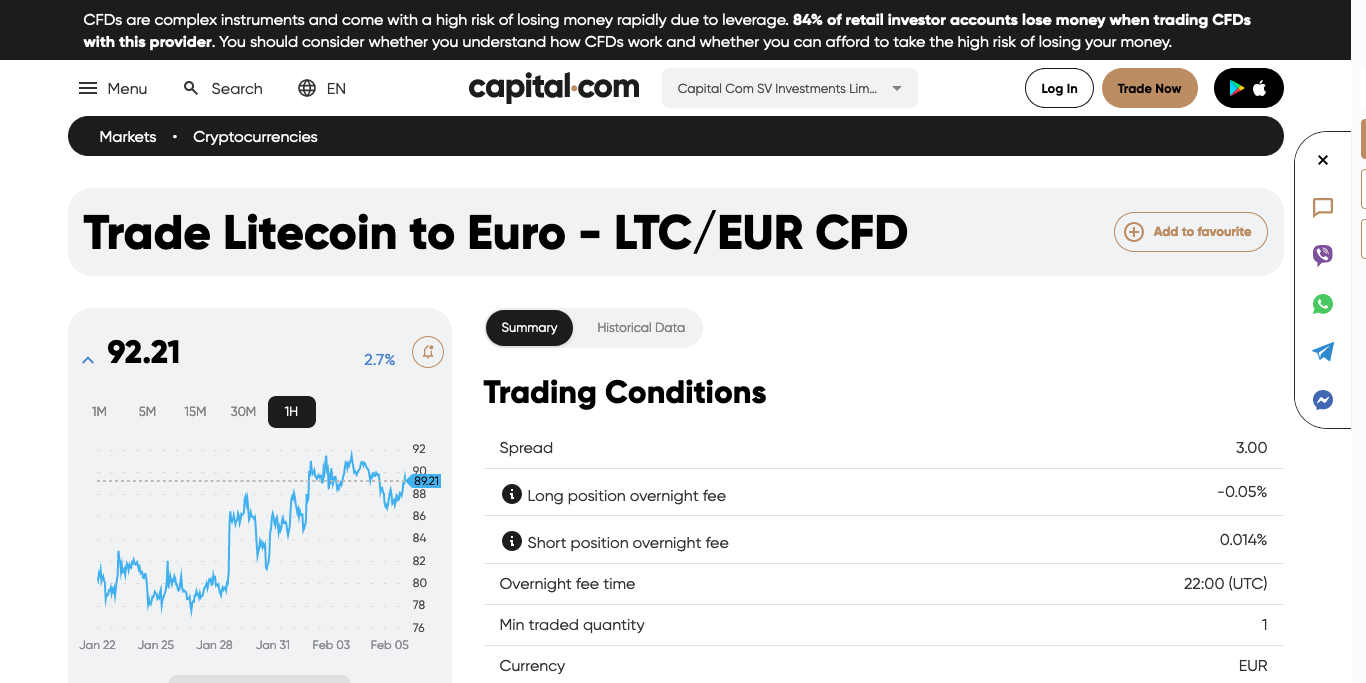 CFDs are complex instruments and come with a high risk of losing money rapidly due to leverage. 84% of retail investor accounts lose money when trading CFDs
with this provider. You should consider whether you understand how CFDs work and whether you can afford to take the high risk of losing your money.
Menu
Search
EN
capital.com
Capital Com SV Investments Lim...
Log In
Trade Now
Markets • Cryptocurrencies
Trade Litecoin to Euro - LTC/EUR CFD
Add to favourite
92.21
2.7%
1M 5M 15M 30M 1H
92
90
89.21
88
86
84
82
80
78
76
Jan 22 Jan 25 Jan 28 Jan 31 Feb 03 Feb 05
Summary
Historical Data
Trading Conditions
Spread 3.00
Long position overnight fee -0.05%
Short position overnight fee 0.014%
Overnight fee time 22:00 (UTC)
Min traded quantity 1
Currency EUR